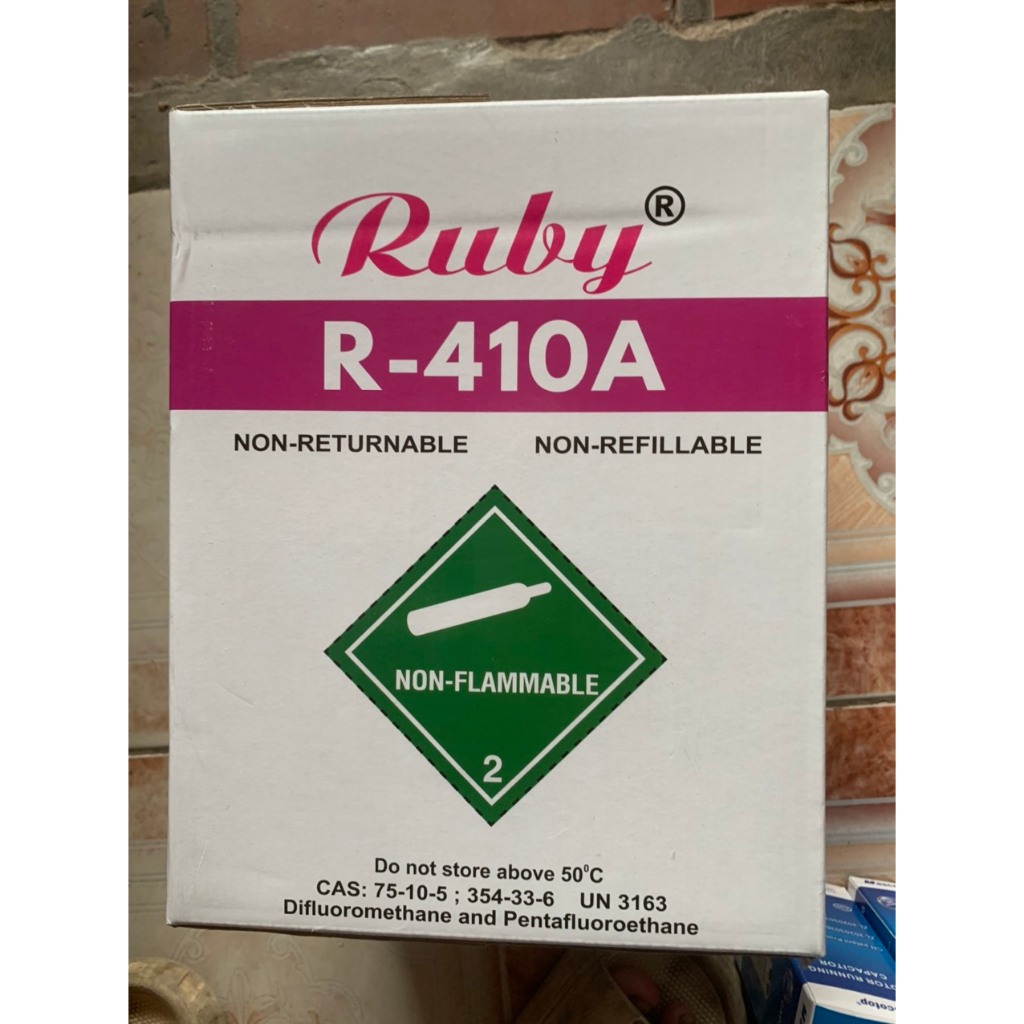 Ruby®
R-410A
NON-RETURNABLE NON-REFILLABLE
NON-FLAMMABLE
2
Do not store above 50°C
CAS: 75-10-5 ; 354-33-6 UN 3163
Difluoromethane and Pentafluoroethane
CAPACITOR